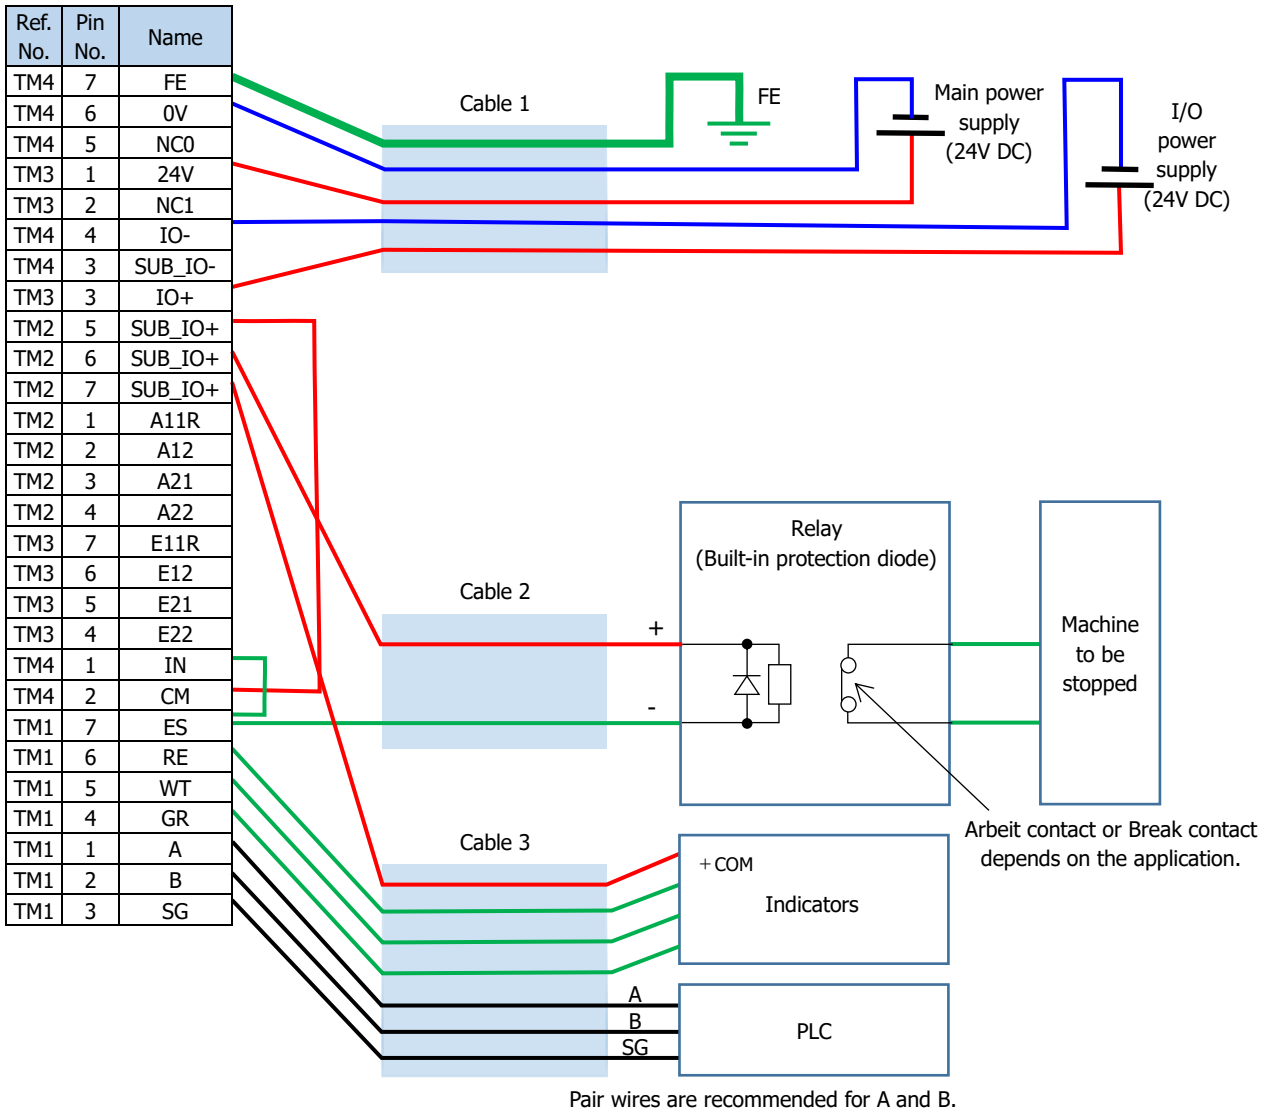 Ref. No. Pin No. Name
TM4 7 FE
TM4 6 0V
TM4 5 NC0
TM3 1 24V
TM3 2 NC1
TM4 4 IO-
TM4 3 SUB_IO-
TM3 3 IO+
TM2 5 SUB_IO+
TM2 6 SUB_IO+
TM2 7 SUB_IO+
TM2 1 A11R
TM2 2 A12
TM2 3 A21
TM2 4 A22
TM3 7 E11R
TM3 6 E12
TM3 5 E21
TM3 4 E22
TM4 1 IN
TM4 2 CM
TM1 7 ES
TM1 6 RE
TM1 5 WT
TM1 4 GR
TM1 1 A
TM1 2 B
TM1 3 SG
Cable 1
FE
Main power
supply
(24V DC)
I/O
power
supply
(24V DC)
Cable 2
+
-
Relay
(Built-in protection diode)
Machine
to be
stopped
Arbeit contact or Break contact
depends on the application.
Cable 3
+COM
Indicators
A
B
SG
PLC
Pair wires are recommended for A and B.